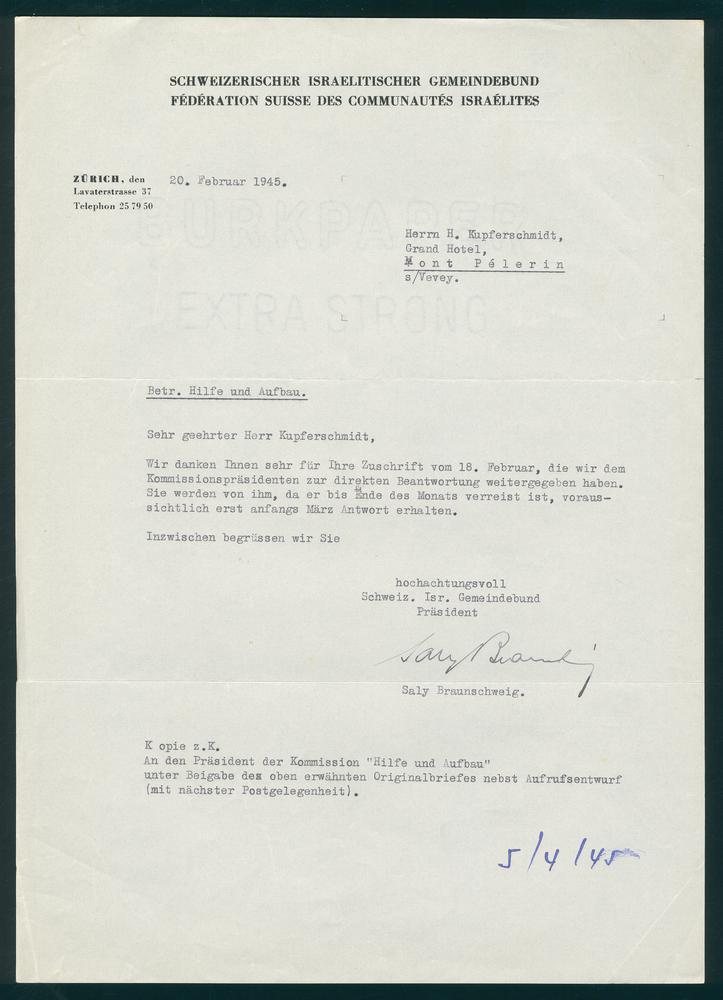 SCHWEIZERISCHER ISRAELITISCHER GEMEINDEBUND
FÉDÉRATION SUISSE DES COMMUNAUTÉS ISRAÉLITES
ZÜRICH, den 20. Februar 1945.
Lavaterstrasse 37
Telephon 25 79 50
BURKPAPER
EXTRA STRONG
Herrn H. Kupferschmidt,
Grand Hotel,
Mont Pélerin
s/Vevey.
Betr. Hilfe und Aufbau.
Sehr geehrter Herr Kupferschmidt,
Wir danken Ihnen sehr für Ihre Zuschrift vom 18. Februar, die wir dem
Kommissionspräsidenten zur direkten Beantwortung weitergegeben haben.
Sie werden von ihm, da er bis Ende des Monats verreist ist, voraus-
sichtlich erst anfangs März Antwort erhalten.
Inzwischen begrüssen wir Sie
hochachtungsvoll
Schweiz. Isr. Gemeindebund
Präsident
Saly Braunschweig
Saly Braunschweig.
K opie z.K.
An den Präsident der Kommission "Hilfe und Aufbau"
unter Beigabe des oben erwähnten Originalbriefes nebst Aufrufsentwurf
(mit nächster Postgelegenheit).
5/4/45